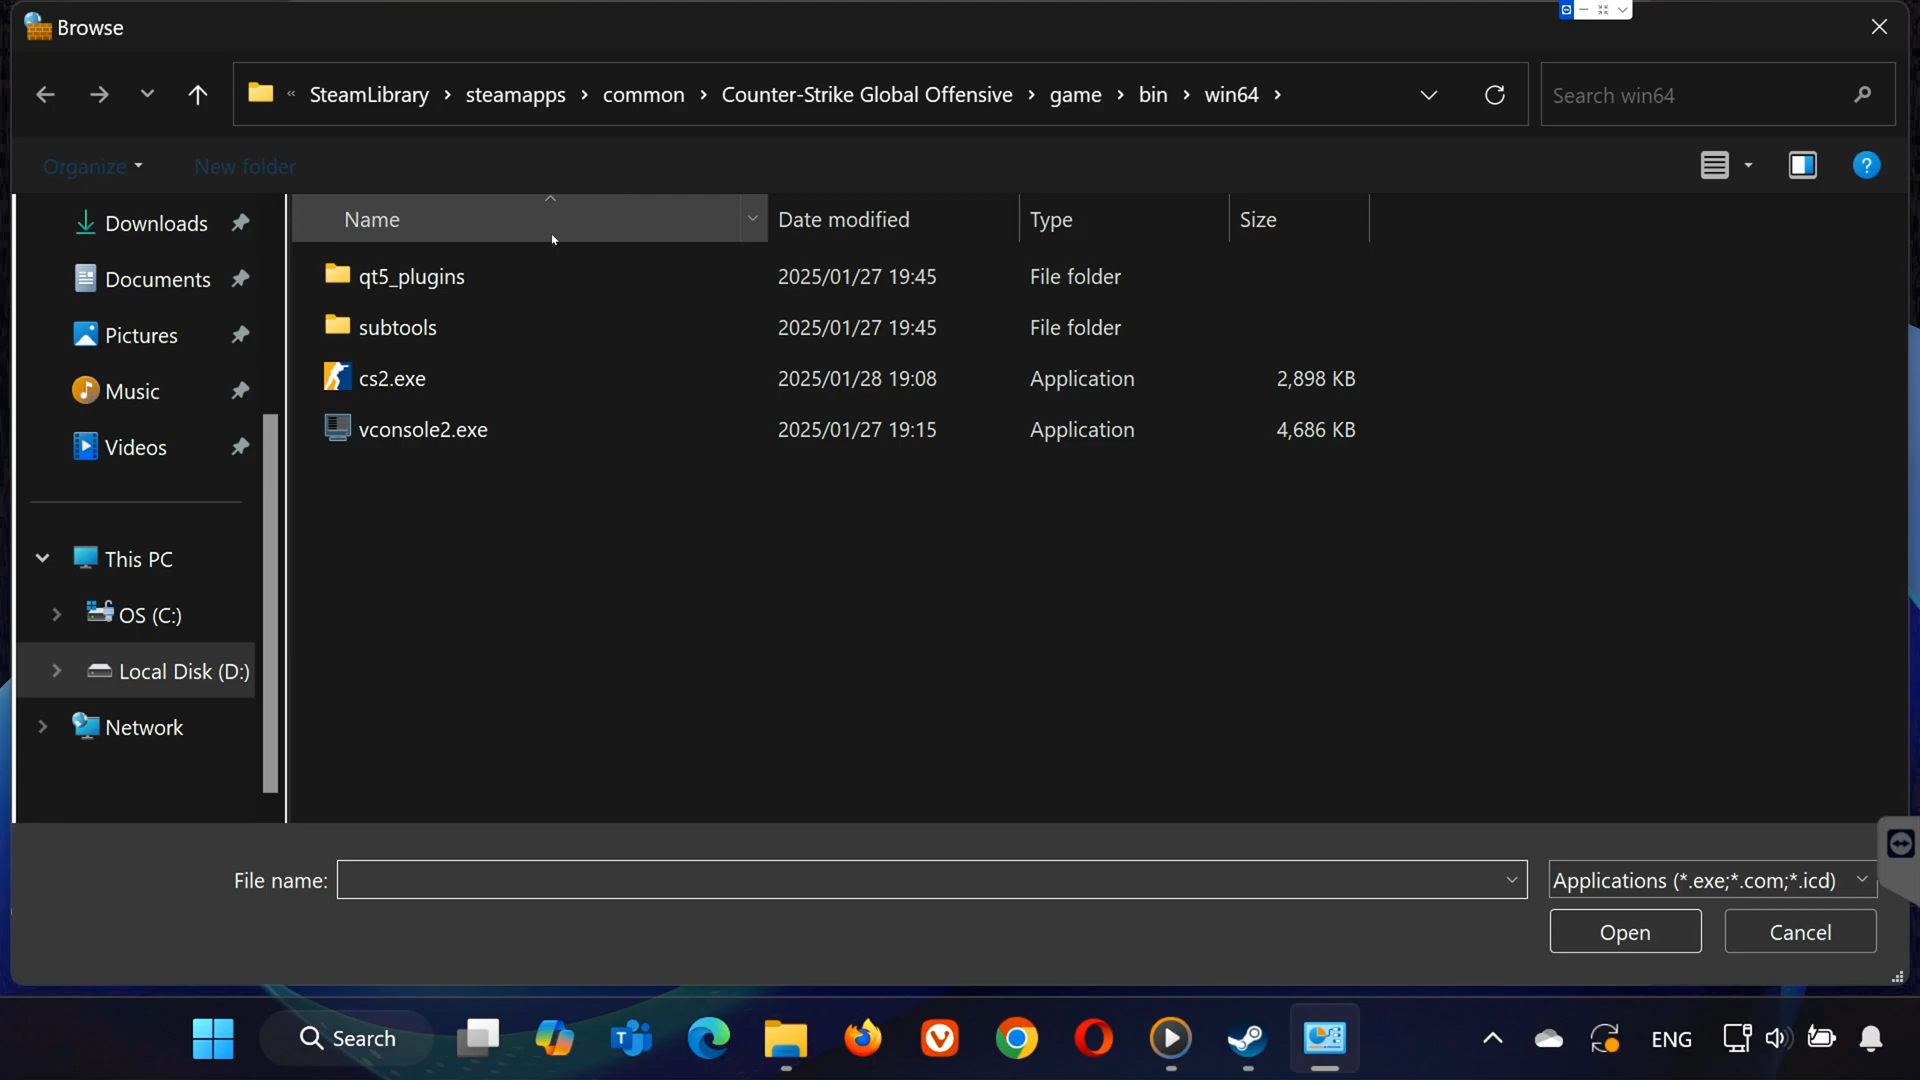 Browse
« SteamLibrary › steamapps › common › Counter-Strike Global Offensive › game › bin › win64 ›
Search win64
Organize
New folder
Name
Date modified
Type
Size
Downloads
Documents
Pictures
Music
Videos
This PC
OS (C:)
Local Disk (D:)
Network
qt5_plugins 2025/01/27 19:45 File folder
subtools 2025/01/27 19:45 File folder
cs2.exe 2025/01/28 19:08 Application 2,898 KB
vconsole2.exe 2025/01/27 19:15 Application 4,686 KB
File name:
Applications (*.exe;*.com;*.icd)
Open
Cancel
Search
ENG